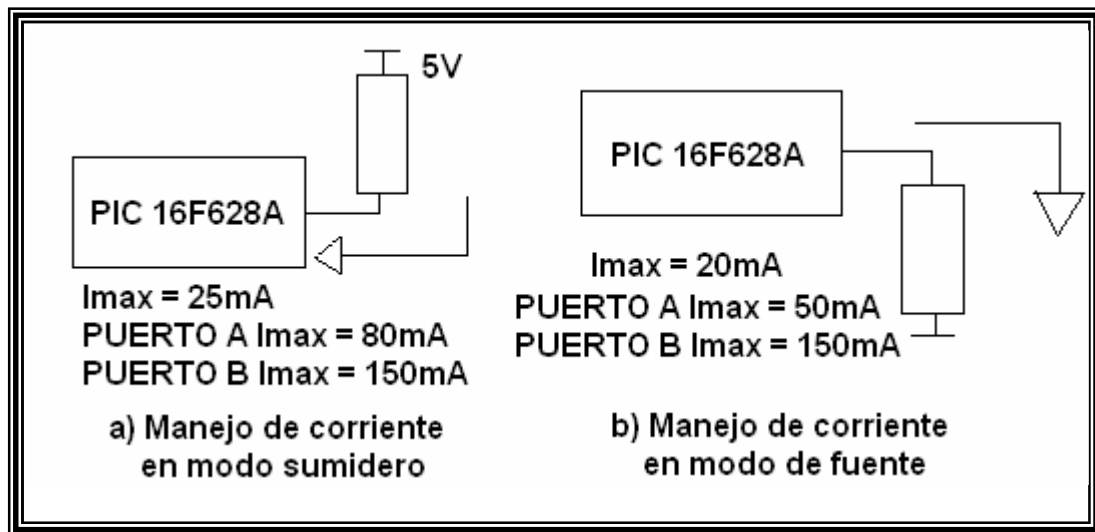 5V
PIC 16F628A
Imax = 25mA
PUERTO A Imax = 80mA
PUERTO B Imax = 150mA
a) Manejo de corriente
en modo sumidero
PIC 16F628A
Imax = 20mA
PUERTO A Imax = 50mA
PUERTO B Imax = 150mA
b) Manejo de corriente
en modo de fuente